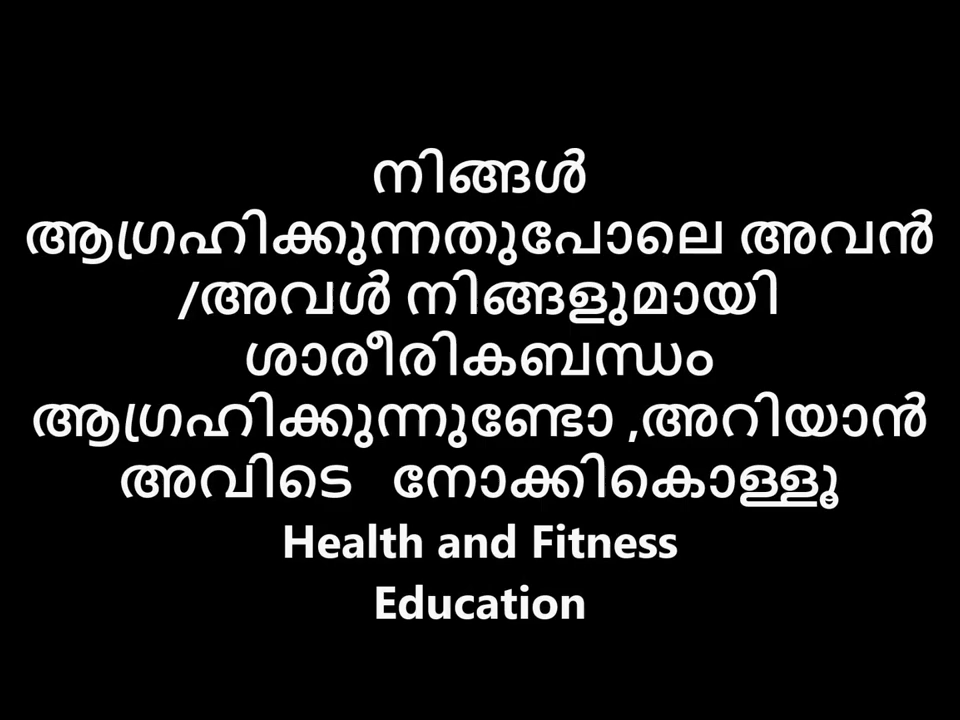 നിങ്ങൾ
ആഗ്രഹിക്കുന്നതുപോലെ അവൻ
/അവൾ നിങ്ങളുമായി
ശാരീരികബന്ധം
ആഗ്രഹിക്കുന്നുണ്ടോ ,അറിയാൻ
അവിടെ നോക്കികൊള്ളൂ
Health and Fitness
Education